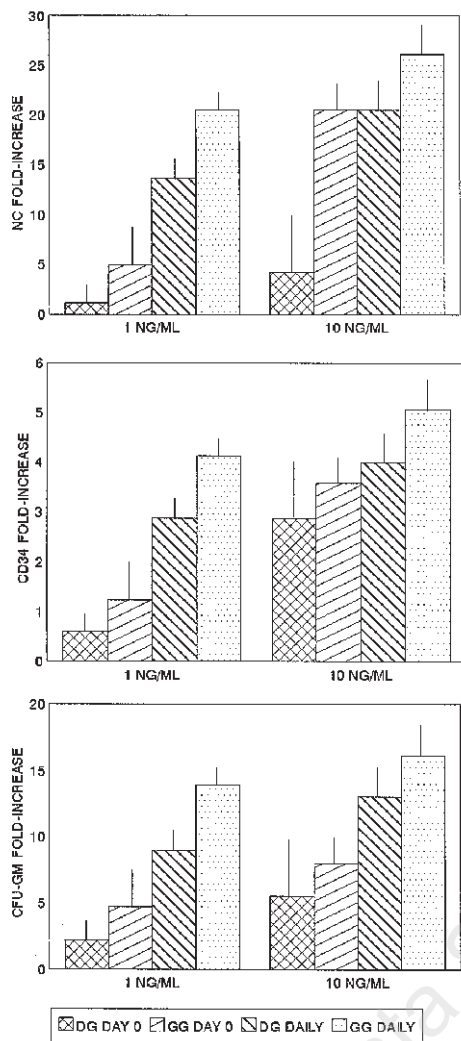 NC FOLD-INCREASE
30
25
20
15
10
5
0
1 NG/ML 10 NG/ML
CD34 FOLD-INCREASE
6
5
4
3
2
1
0
1 NG/ML 10 NG/ML
CFU-GM FOLD-INCREASE
20
15
10
5
0
1 NG/ML 10 NG/ML
DG DAY 0 GG DAY 0 DG DAILY GG DAILY